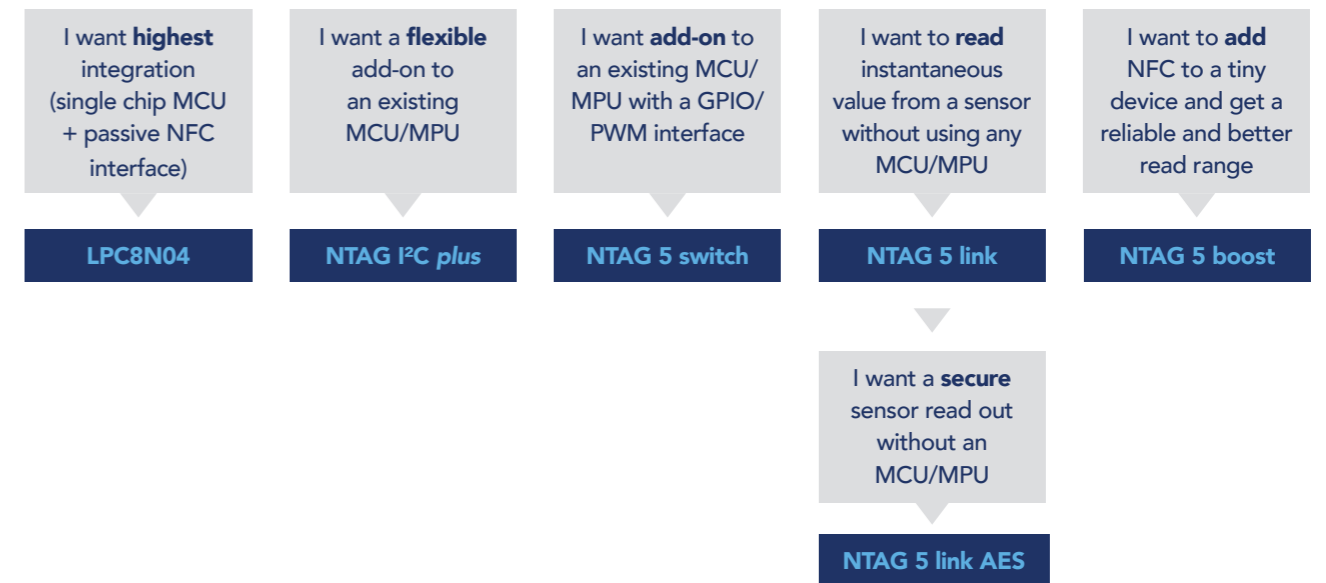 I want highest
integration
(single chip MCU
+ passive NFC
interface)
LPC8N04
I want a flexible
add-on to
an existing
MCU/MPU
NTAG I²C plus
I want add-on to
an existing MCU/
MPU with a GPIO/
PWM interface
NTAG 5 switch
I want to read
instantaneous
value from a sensor
without using any
MCU/MPU
NTAG 5 link
I want a secure
sensor read out
without an
MCU/MPU
NTAG 5 link AES
I want to add
NFC to a tiny
device and get a
reliable and better
read range
NTAG 5 boost